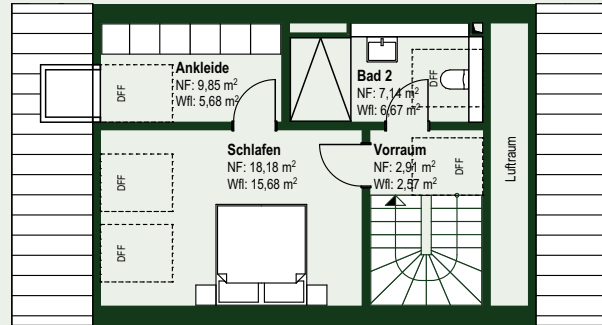 Ankleide
NF: 9,85 m²
Wfl: 5,68 m²
DFF
Bad 2
NF: 7,14 m²
Wfl: 6,67 m²
DFF
Schlafen
NF: 18,18 m²
Wfl: 15,68 m²
DFF
DFF
Vorraum
NF: 2,91 m²
Wfl: 2,57 m²
DFF
Luftraum